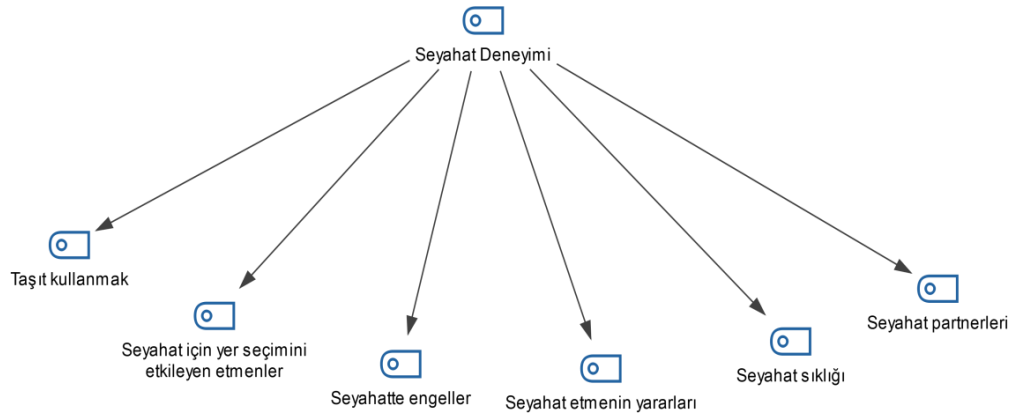 Seyahat Deneyimi
Taşıt kullanmak
Seyahat için yer seçimini
etkileyen etmenler
Seyahatte engeller
Seyahat etmenin yararları
Seyahat sıklığı
Seyahat partnerleri